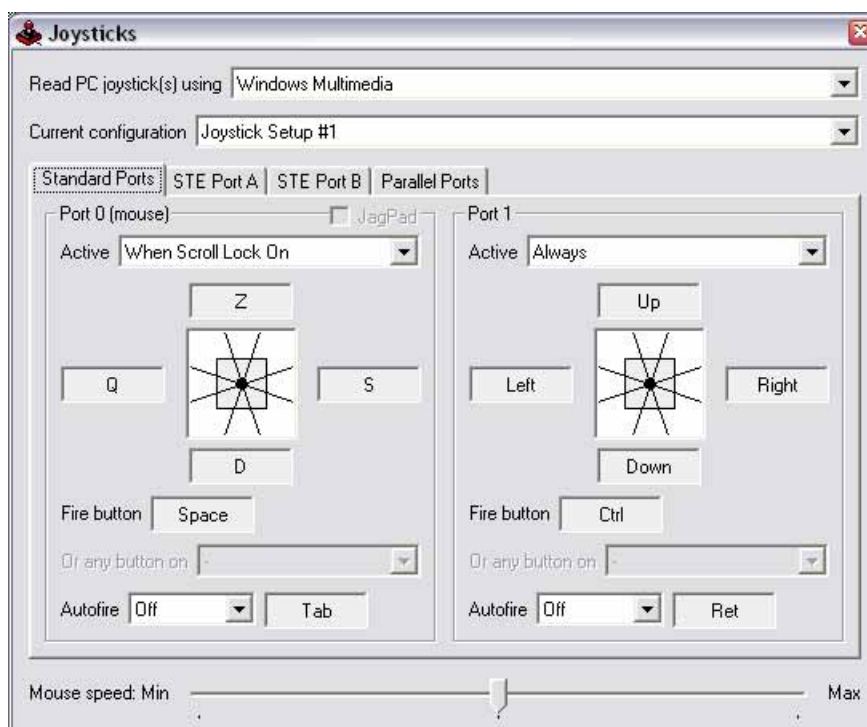 Joysticks
Read PC joystick(s) using Windows Multimedia
Current configuration Joystick Setup #1
Standard Ports STE Port A STE Port B Parallel Ports
Port 0 (mouse) JagPad Port 1
Active When Scroll Lock On Active Always
Z Up
Q S Left Right
D Down
Fire button Space Fire button Ctrl
Or any button on - Or any button on -
Autofire Off Tab Autofire Off Ret
Mouse speed: Min Max